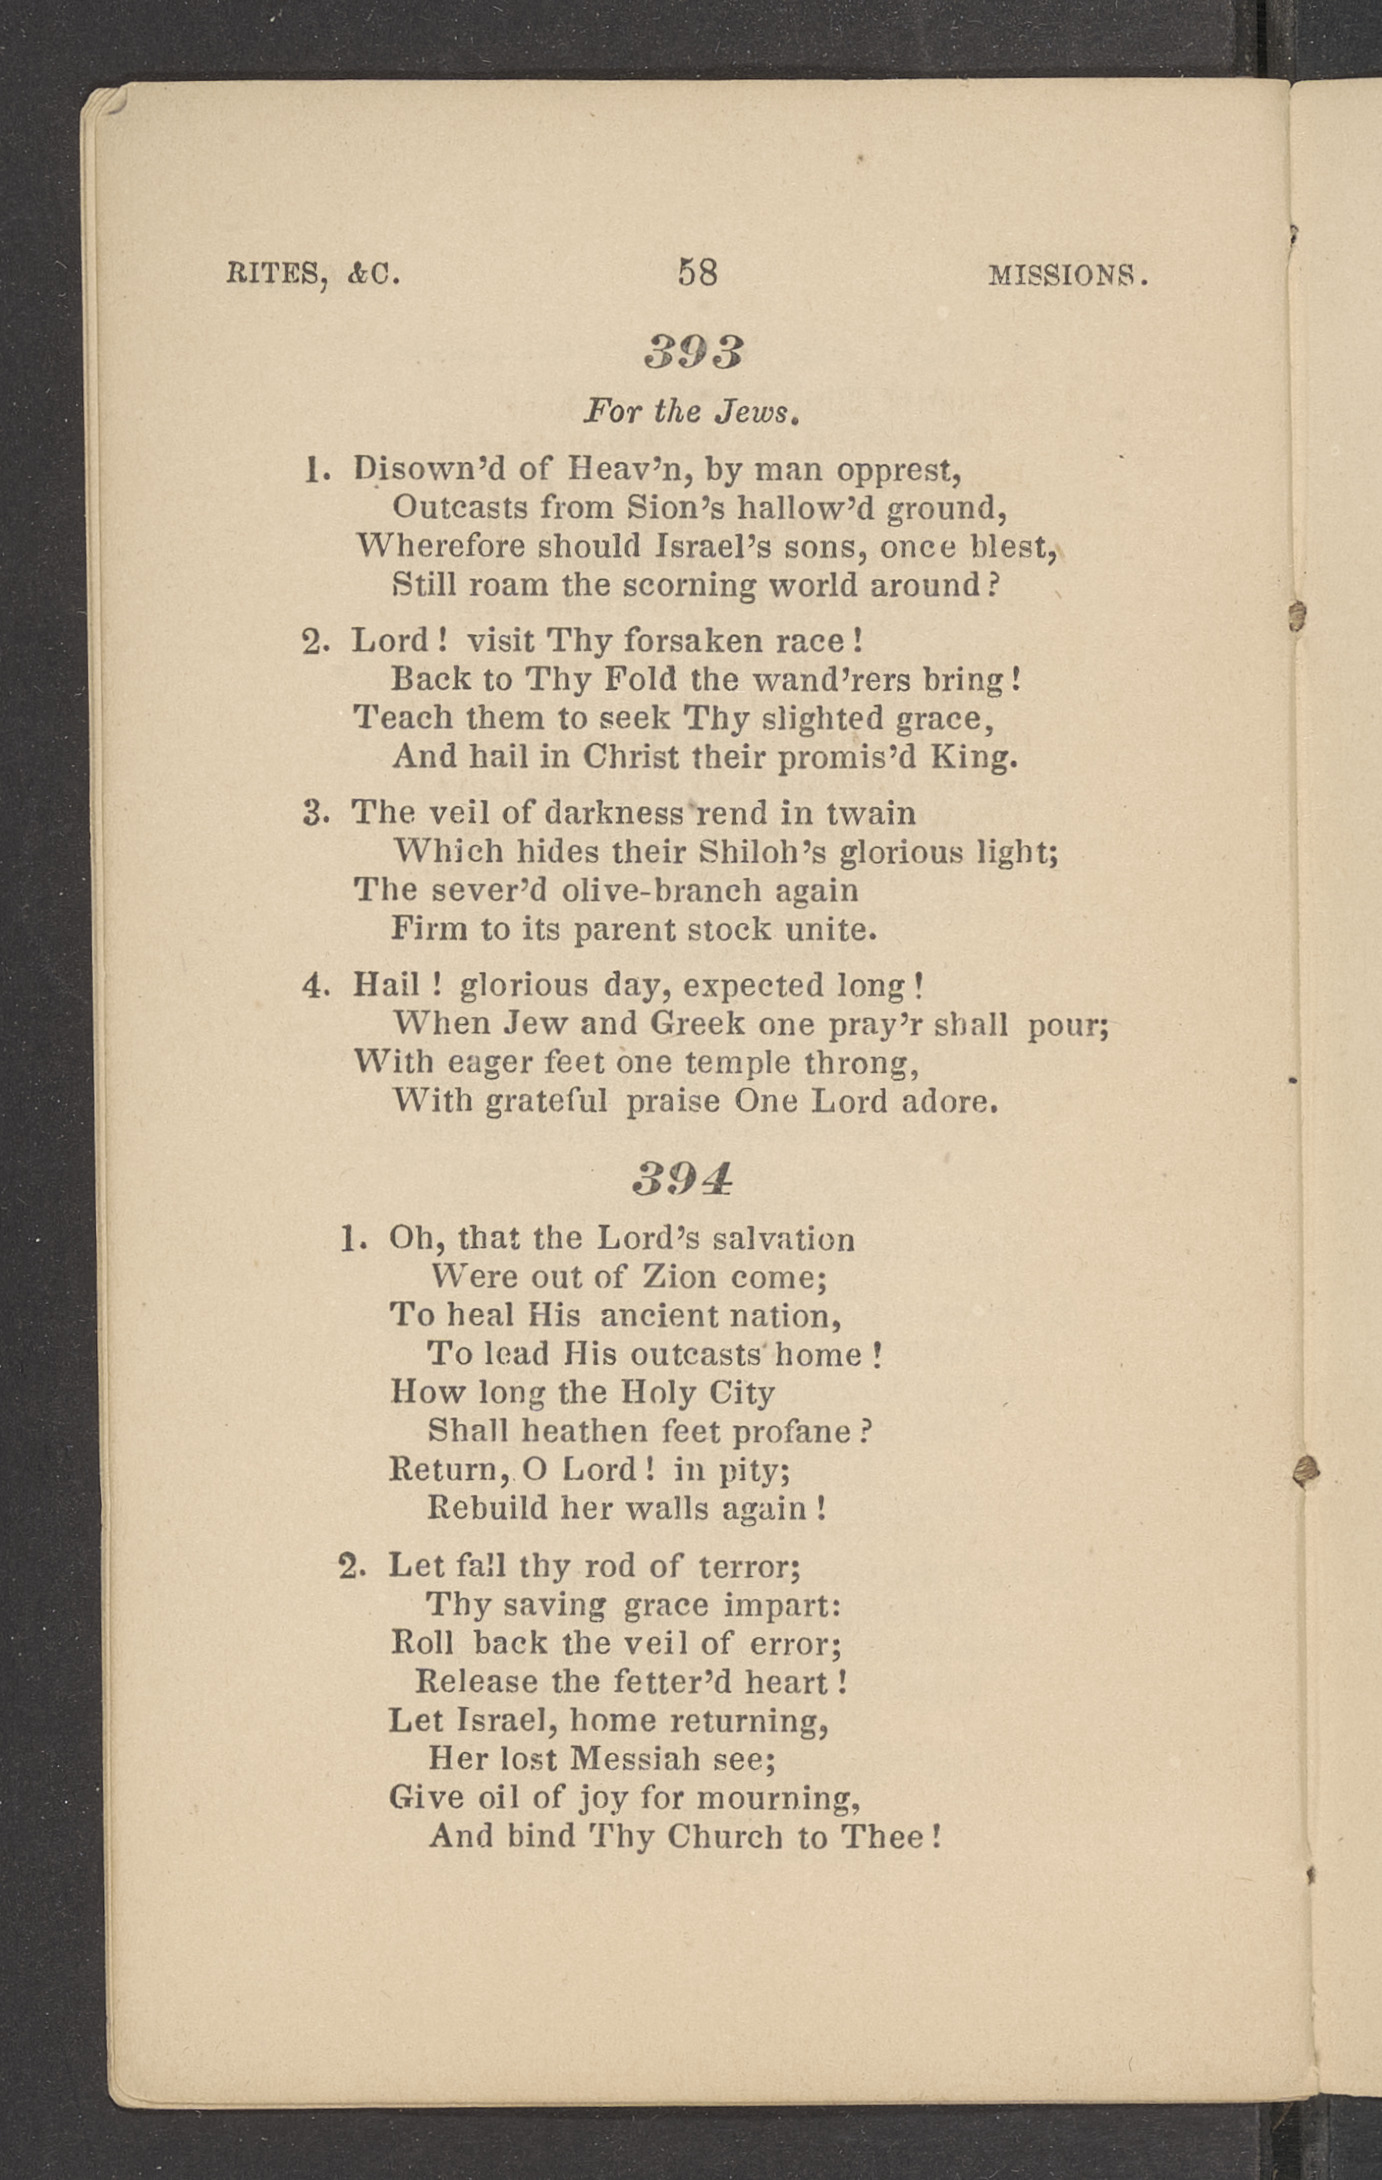 RITES, &C. 58 MISSIONS.
393
For the Jews.
1. Disown'd of Heav'n, by man opprest,
Outcasts from Sion's hallow'd ground,
Wherefore should Israel's sons, once blest,
Still roam the scorning world around?
2. Lord! visit Thy forsaken race!
Back to Thy Fold the wand'rers bring!
Teach them to seek Thy slighted grace,
And hail in Christ their promis'd King.
3. The veil of darkness rend in twain
Which hides their Shiloh's glorious light;
The sever'd olive-branch again
Firm to its parent stock unite.
4. Hail! glorious day, expected long!
When Jew and Greek one pray'r shall pour;
With eager feet one temple throng,
With grateful praise One Lord adore.
394
1. Oh, that the Lord's salvation
Were out of Zion come;
To heal His ancient nation,
To lead His outcasts home!
How long the Holy City
Shall heathen feet profane?
Return, O Lord! in pity;
Rebuild her walls again!
2. Let fall thy rod of terror;
Thy saving grace impart:
Roll back the veil of error;
Release the fetter'd heart!
Let Israel, home returning,
Her lost Messiah see;
Give oil of joy for mourning,
And bind Thy Church to Thee!